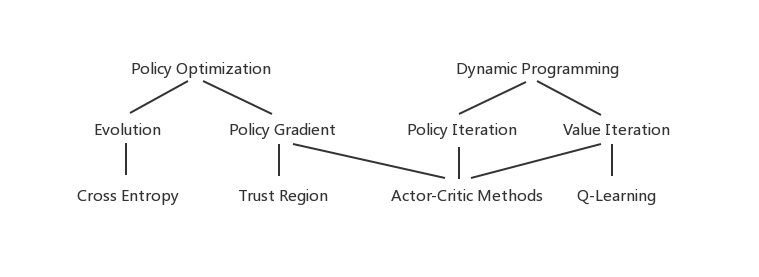 Policy Optimization
Dynamic Programming
Evolution
Policy Gradient
Policy Iteration
Value Iteration
Cross Entropy
Trust Region
Actor-Critic Methods
Q-Learning